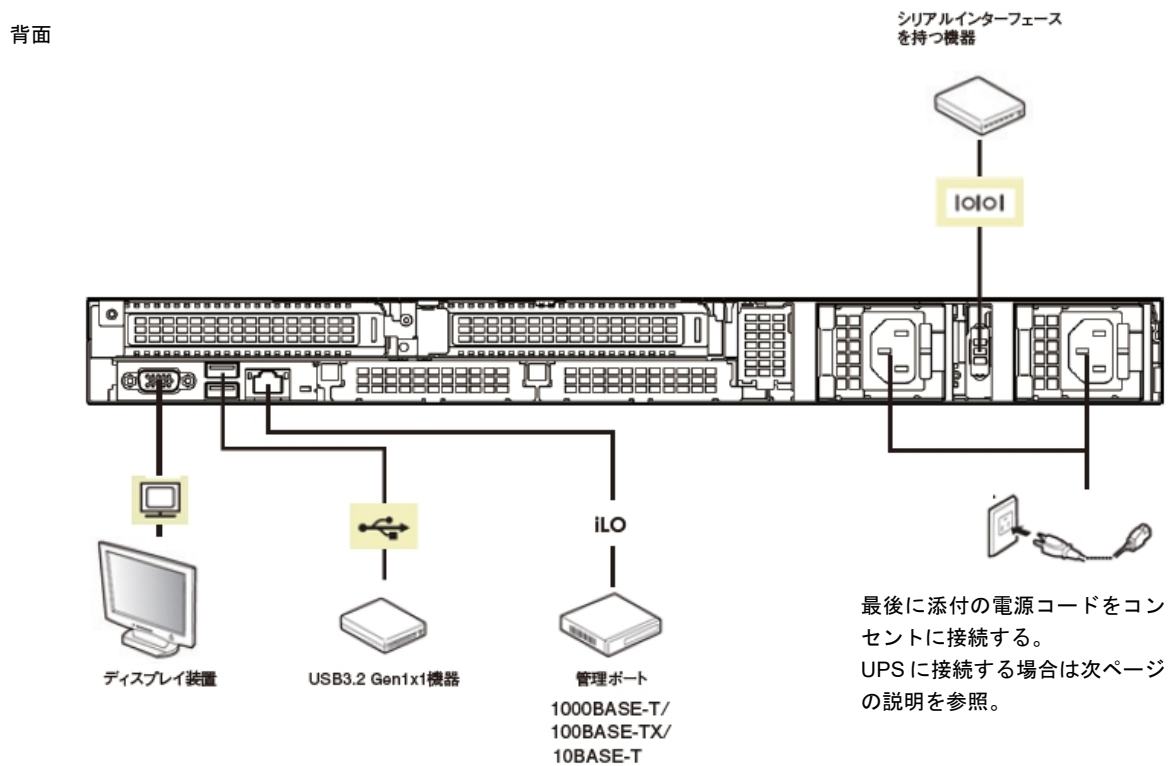 背面
シリアルインターフェース
を持つ機器
IoIoI
iLO
ディスプレイ装置
USB3.2 Gen1x1機器
管理ポート
1000BASE-T/
100BASE-TX/
10BASE-T
最後に添付の電源コードをコン
セントに接続する。
UPS に接続する場合は次ページ
の説明を参照。